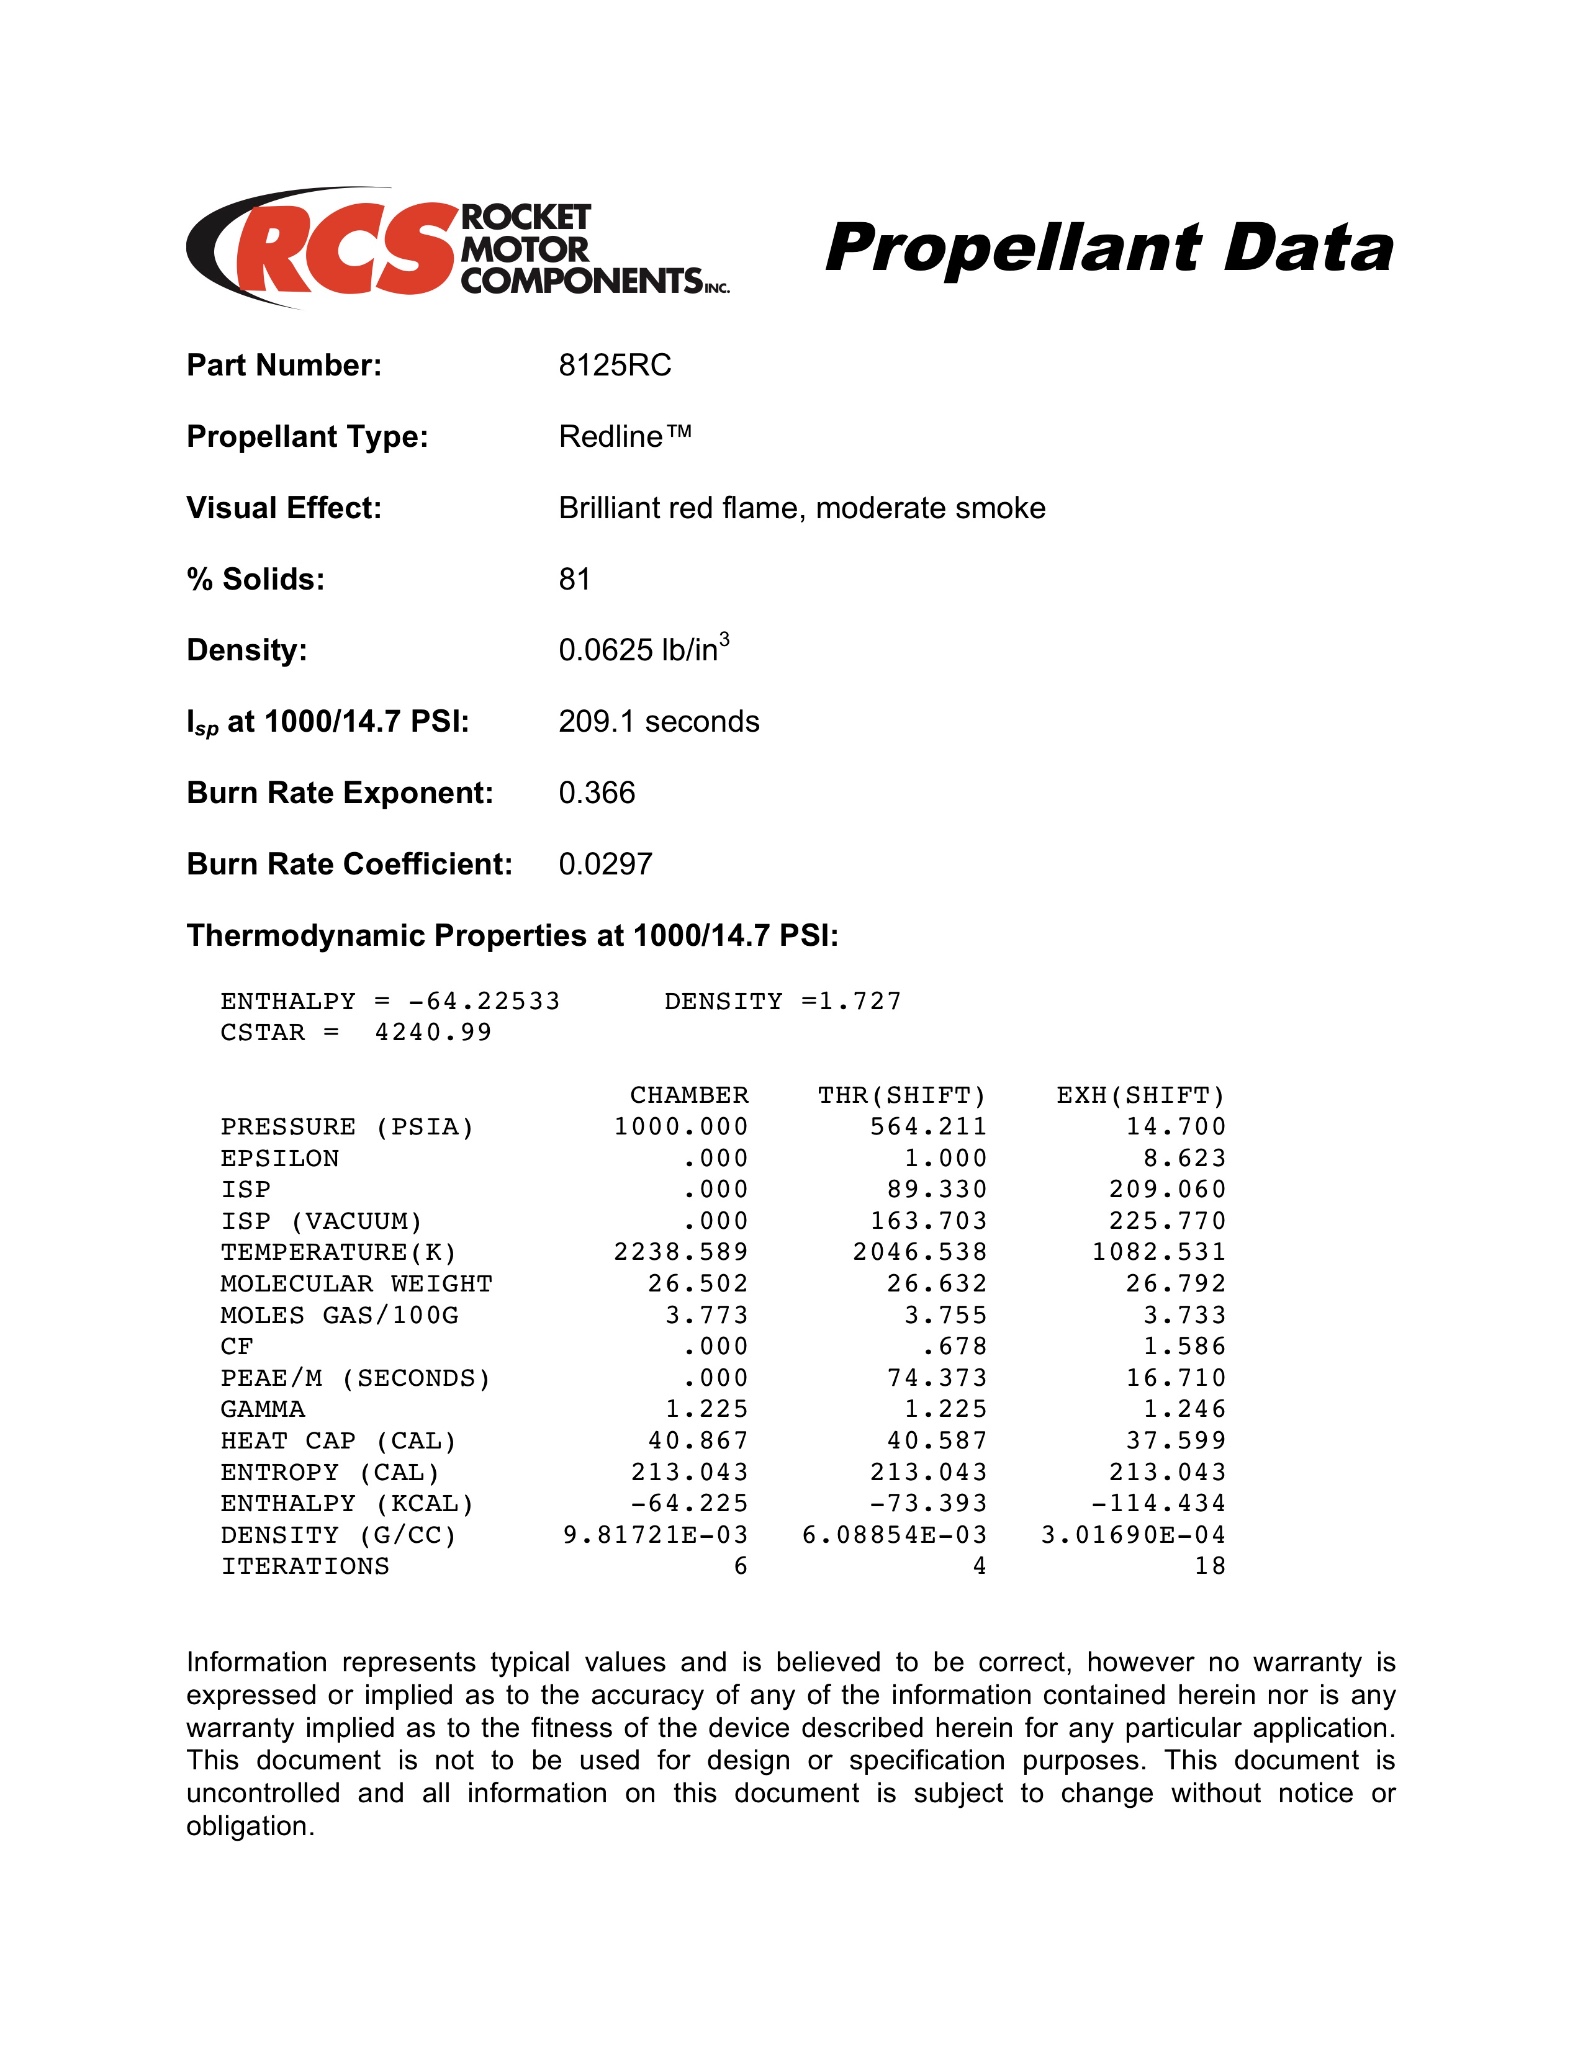 RCS ROCKET
MOTOR
COMPONENTS INC.
Propellant Data
Part Number: 8125RC
Propellant Type: Redline™
Visual Effect: Brilliant red flame, moderate smoke
% Solids: 81
Density: 0.0625 lb/in³
Isp at 1000/14.7 PSI: 209.1 seconds
Burn Rate Exponent: 0.366
Burn Rate Coefficient: 0.0297
Thermodynamic Properties at 1000/14.7 PSI:
ENTHALPY = -64.22533 DENSITY =1.727
CSTAR = 4240.99
CHAMBER THR(SHIFT) EXH(SHIFT)
PRESSURE (PSIA) 1000.000 564.211 14.700
EPSILON .000 1.000 8.623
ISP .000 89.330 209.060
ISP (VACUUM) .000 163.703 225.770
TEMPERATURE(K) 2238.589 2046.538 1082.531
MOLECULAR WEIGHT 26.502 26.632 26.792
MOLES GAS/100G 3.773 3.755 3.733
CF .000 .678 1.586
PEAE/M (SECONDS) .000 74.373 16.710
GAMMA 1.225 1.225 1.246
HEAT CAP (CAL) 40.867 40.587 37.599
ENTROPY (CAL) 213.043 213.043 213.043
ENTHALPY (KCAL) -64.225 -73.393 -114.434
DENSITY (G/CC) 9.81721E-03 6.08854E-03 3.01690E-04
ITERATIONS 6 4 18
Information represents typical values and is believed to be correct, however no warranty is
expressed or implied as to the accuracy of any of the information contained herein nor is any
warranty implied as to the fitness of the device described herein for any particular application.
This document is not to be used for design or specification purposes. This document is
uncontrolled and all information on this document is subject to change without notice or
obligation.